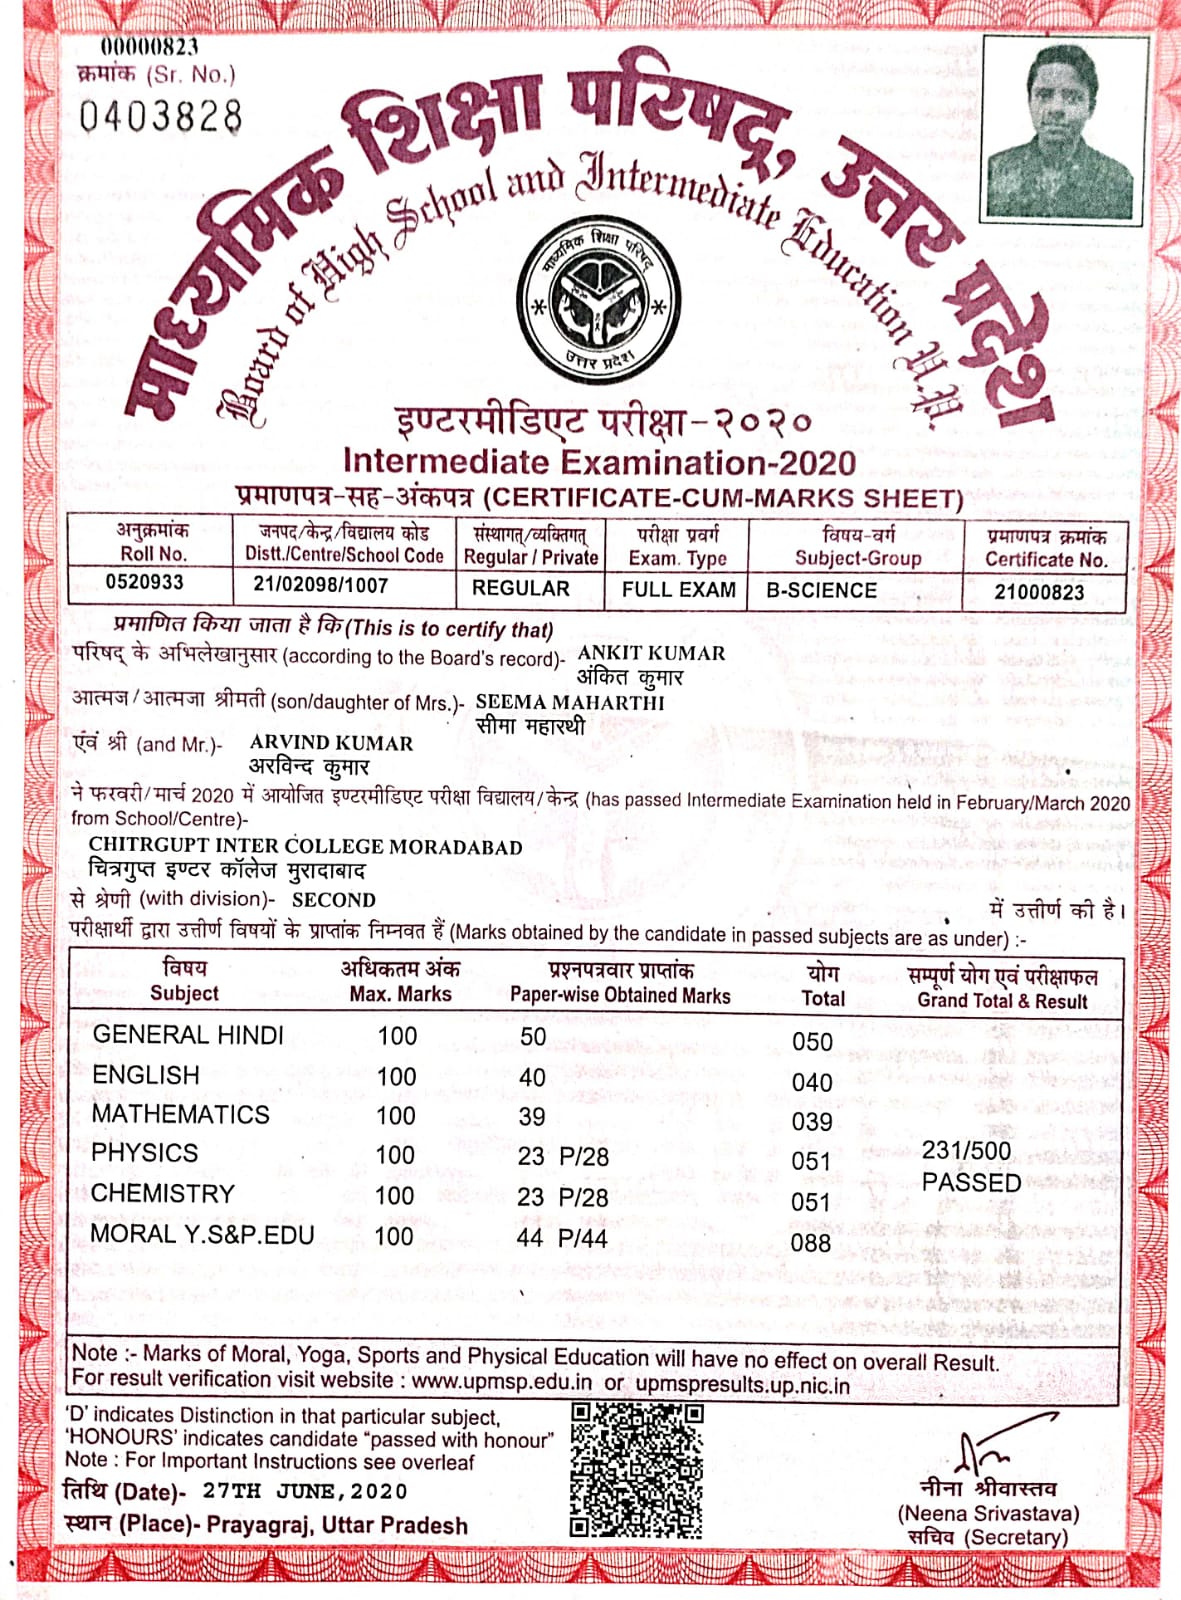 00000823
क्रमांक (Sr. No.)
0403828
माध्यमिक शिक्षा परिषद्, उत्तर प्रदेश
Board of High School and Intermediate Education U.P.
माध्यमिक शिक्षा परिषद
उत्तर प्रदेश
इण्टरमीडिएट परीक्षा-२०२०
Intermediate Examination-2020
प्रमाणपत्र-सह-अंकपत्र (CERTIFICATE-CUM-MARKS SHEET)
अनुक्रमांक जनपद/केन्द्र/विद्यालय कोड संस्थागत्/व्यक्तिगत् परीक्षा प्रवर्ग विषय-वर्ग प्रमाणपत्र क्रमांक
Roll No. Distt./Centre/School Code Regular / Private Exam. Type Subject-Group Certificate No.
0520933 21/02098/1007 REGULAR FULL EXAM B-SCIENCE 21000823
प्रमाणित किया जाता है कि (This is to certify that)
परिषद् के अभिलेखानुसार (according to the Board's record)- ANKIT KUMAR
अंकित कुमार
आत्मज/आत्मजा श्रीमती (son/daughter of Mrs.)- SEEMA MAHARTHI
सीमा महारथी
एंवं श्री (and Mr.)- ARVIND KUMAR
अरविन्द कुमार
ने फरवरी/मार्च 2020 में आयोजित इण्टरमीडिएट परीक्षा विद्यालय/केन्द्र (has passed Intermediate Examination held in February/March 2020
from School/Centre)-
CHITRGUPT INTER COLLEGE MORADABAD
चित्रगुप्त इण्टर कॉलेज मुरादाबाद
से श्रेणी (with division)- SECOND में उत्तीर्ण की है।
परीक्षार्थी द्वारा उत्तीर्ण विषयों के प्राप्तांक निम्नवत हैं (Marks obtained by the candidate in passed subjects are as under) :-
विषय अधिकतम अंक प्रश्नपत्रवार प्राप्तांक योग सम्पूर्ण योग एवं परीक्षाफल
Subject Max. Marks Paper-wise Obtained Marks Total Grand Total & Result
GENERAL HINDI 100 50 050
ENGLISH 100 40 040
MATHEMATICS 100 39 039
PHYSICS 100 23 P/28 051 231/500
PASSED
CHEMISTRY 100 23 P/28 051
MORAL Y.S&P.EDU 100 44 P/44 088
Note :- Marks of Moral, Yoga, Sports and Physical Education will have no effect on overall Result.
For result verification visit website : www.upmsp.edu.in or upmspresults.up.nic.in
'D' indicates Distinction in that particular subject,
'HONOURS' indicates candidate "passed with honour"
Note : For Important Instructions see overleaf
तिथि (Date)- 27TH JUNE, 2020
स्थान (Place)- Prayagraj, Uttar Pradesh
नीना श्रीवास्तव
(Neena Srivastava)
सचिव (Secretary)